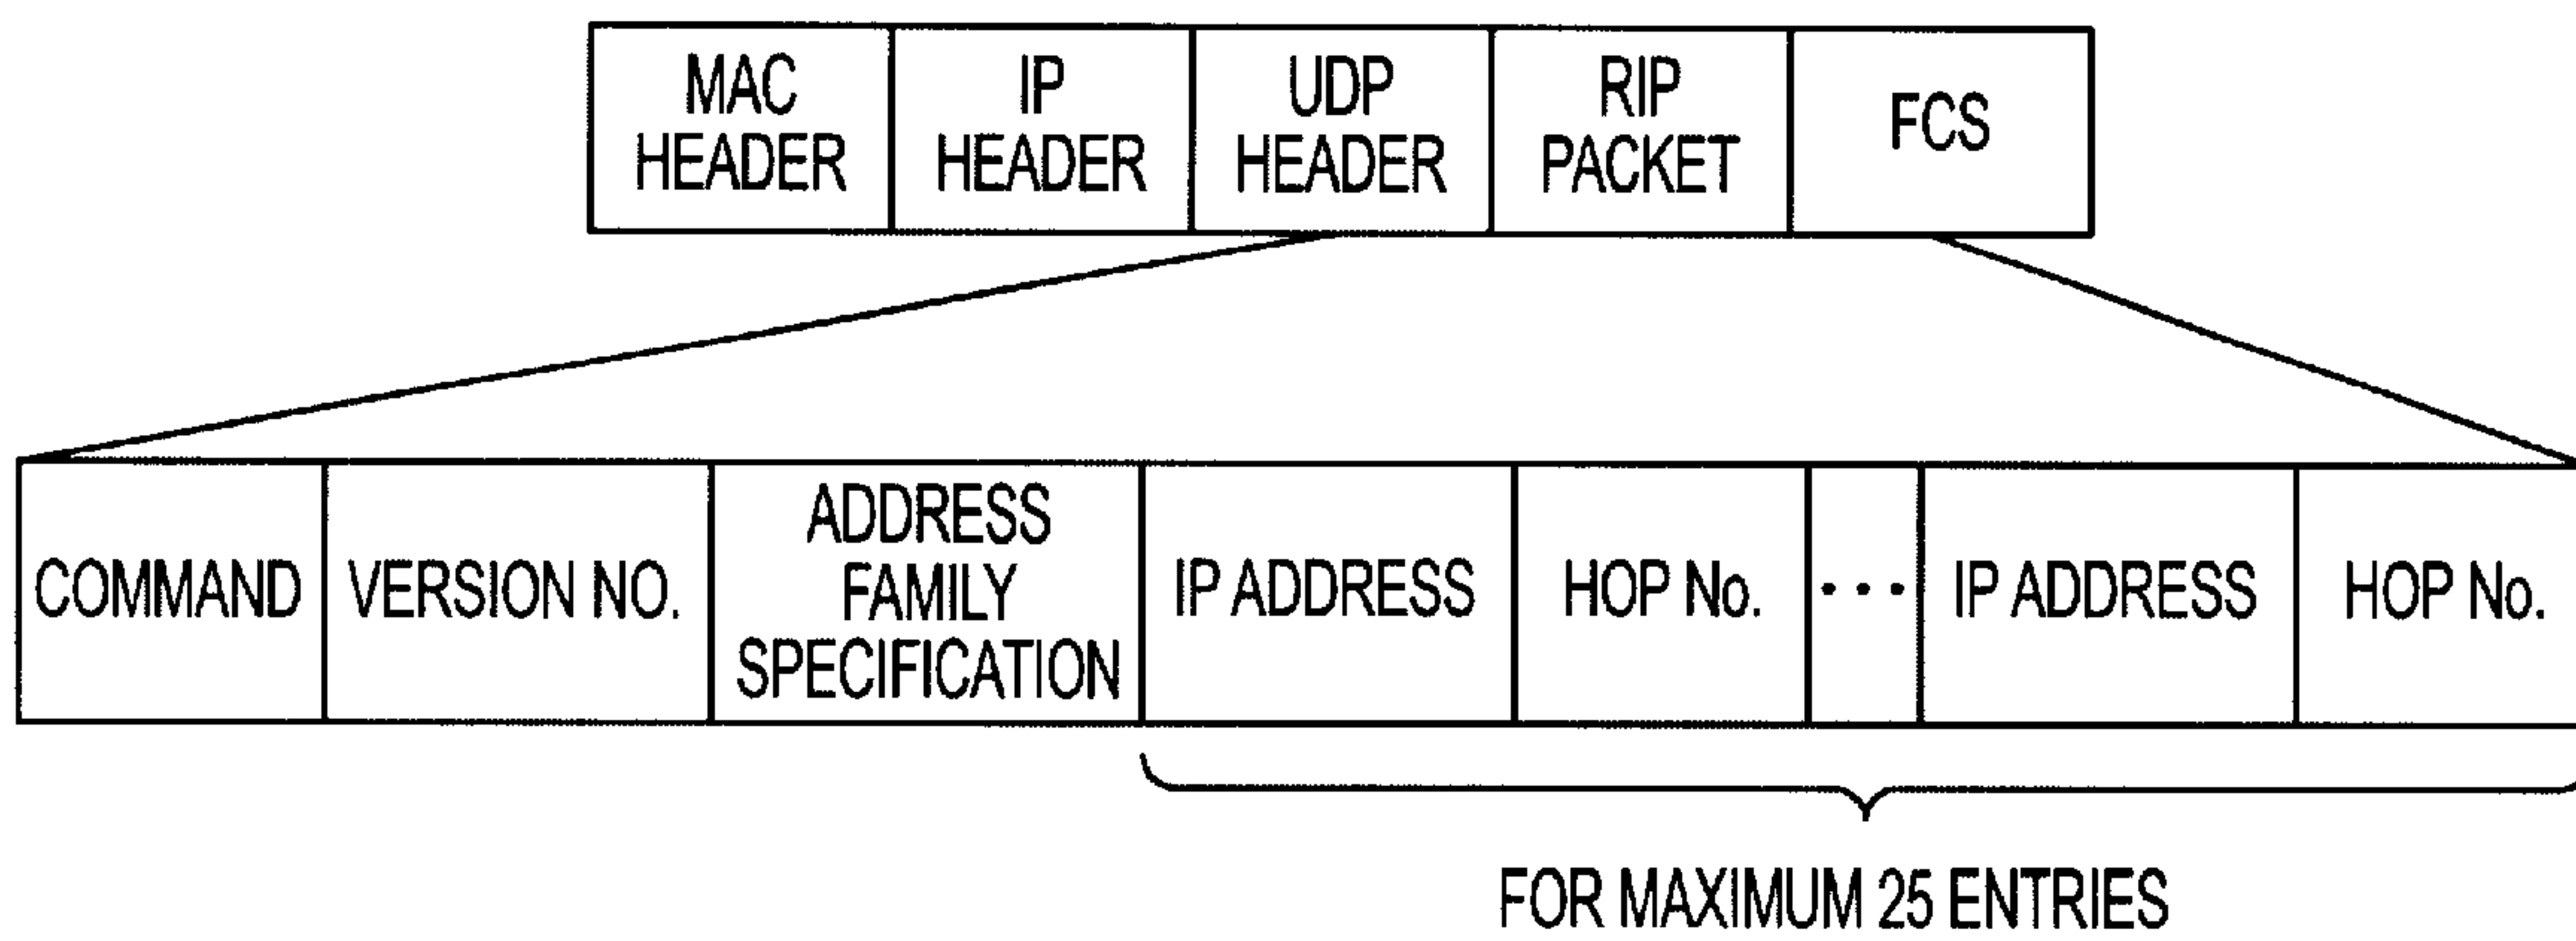 MAC
HEADER
IP
HEADER
UDP
HEADER
RIP
PACKET
FCS
COMMAND
VERSION NO.
ADDRESS
FAMILY
SPECIFICATION
IP ADDRESS
HOP No.
...
IP ADDRESS
HOP No.
FOR MAXIMUM 25 ENTRIES